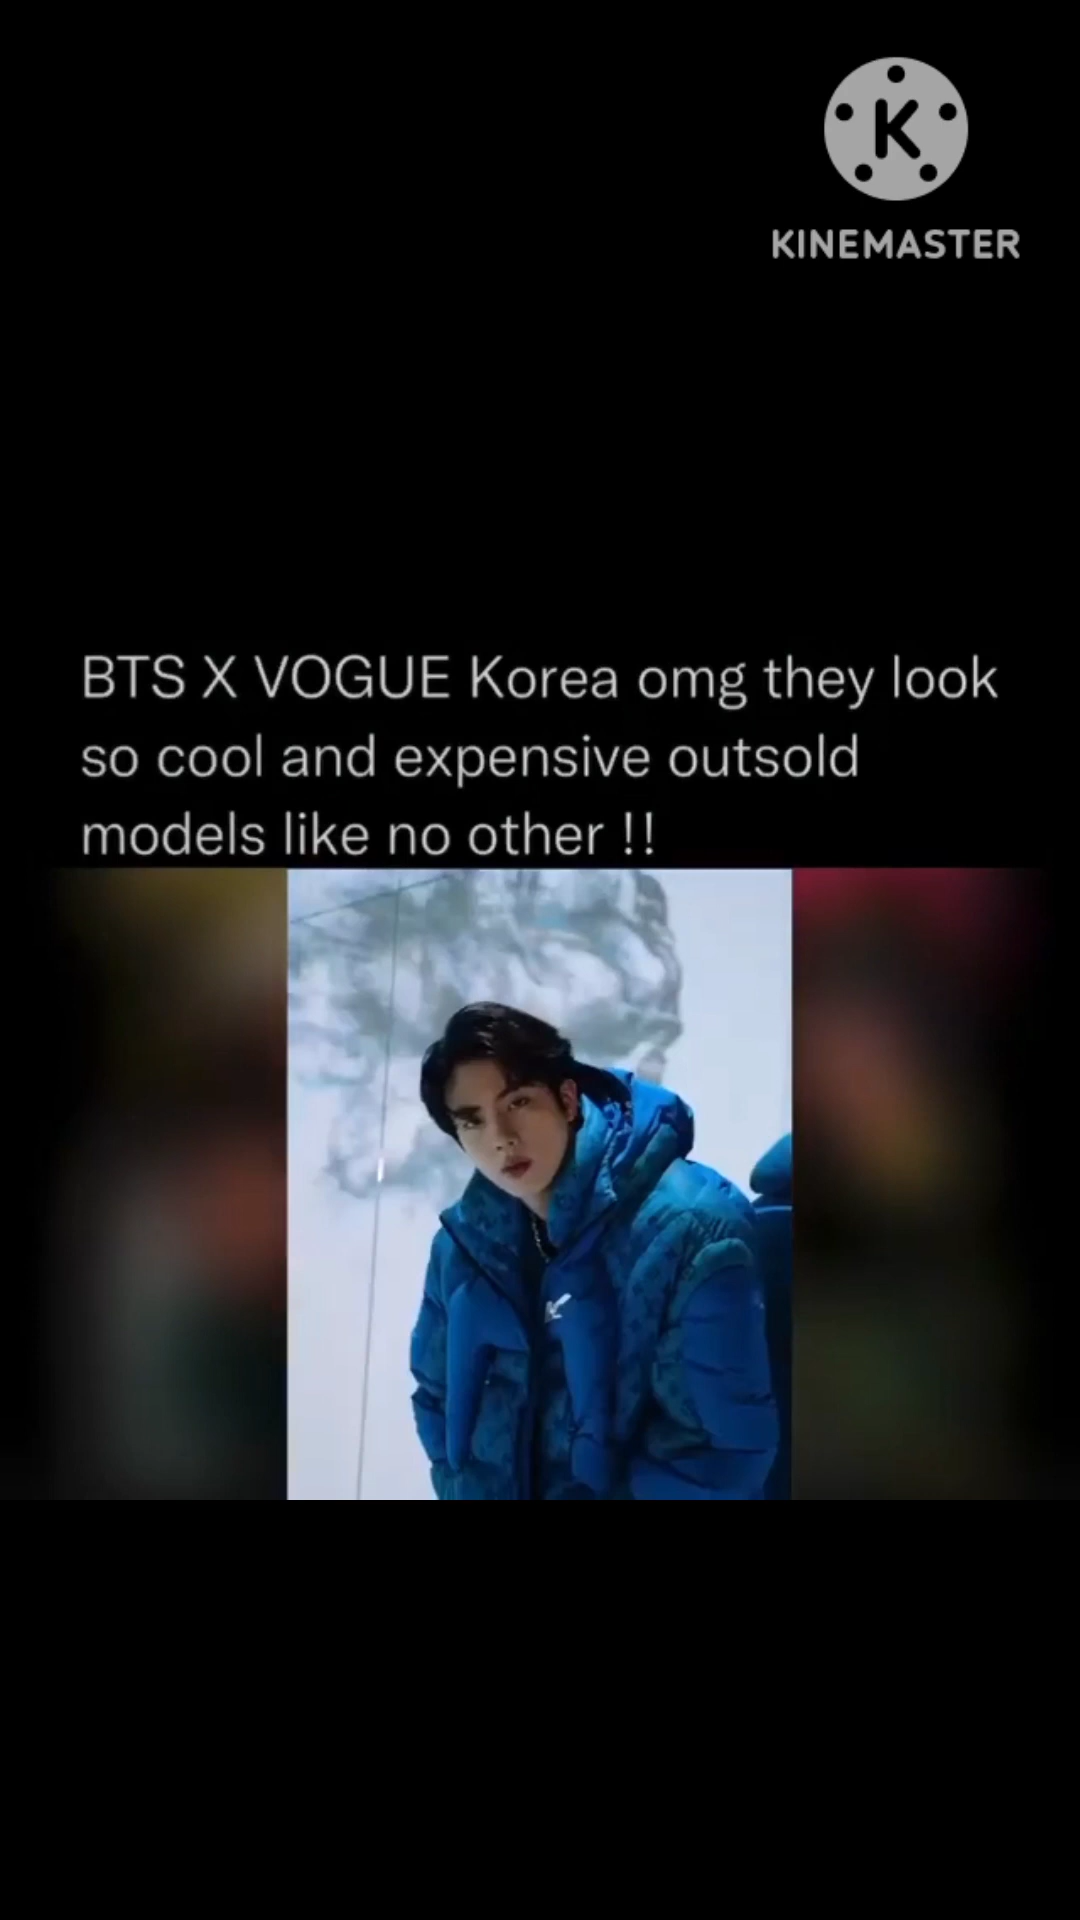 K
KINEMASTER
BTS X VOGUE Korea omg they look
so cool and expensive outsold
models like no other !!